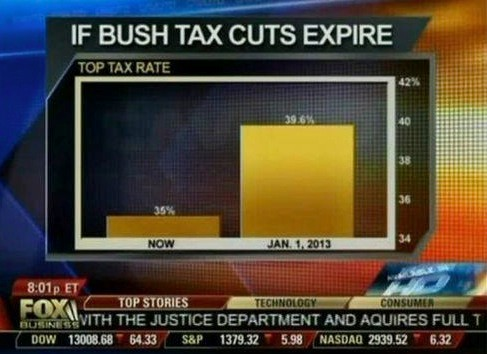 IF BUSH TAX CUTS EXPIRE
TOP TAX RATE
42%
40
38
36
34
35%
39.6%
NOW
JAN. 1, 2013
8:01p ET
HD
TOP STORIES
TECHNOLOGY
CONSUMER
FOX
BUSINESS
WITH THE JUSTICE DEPARTMENT AND AQUIRES FULL T
DOW 13008.68 64.33 S&P 1379.32 5.98 NASDAQ 2939.52 6.32